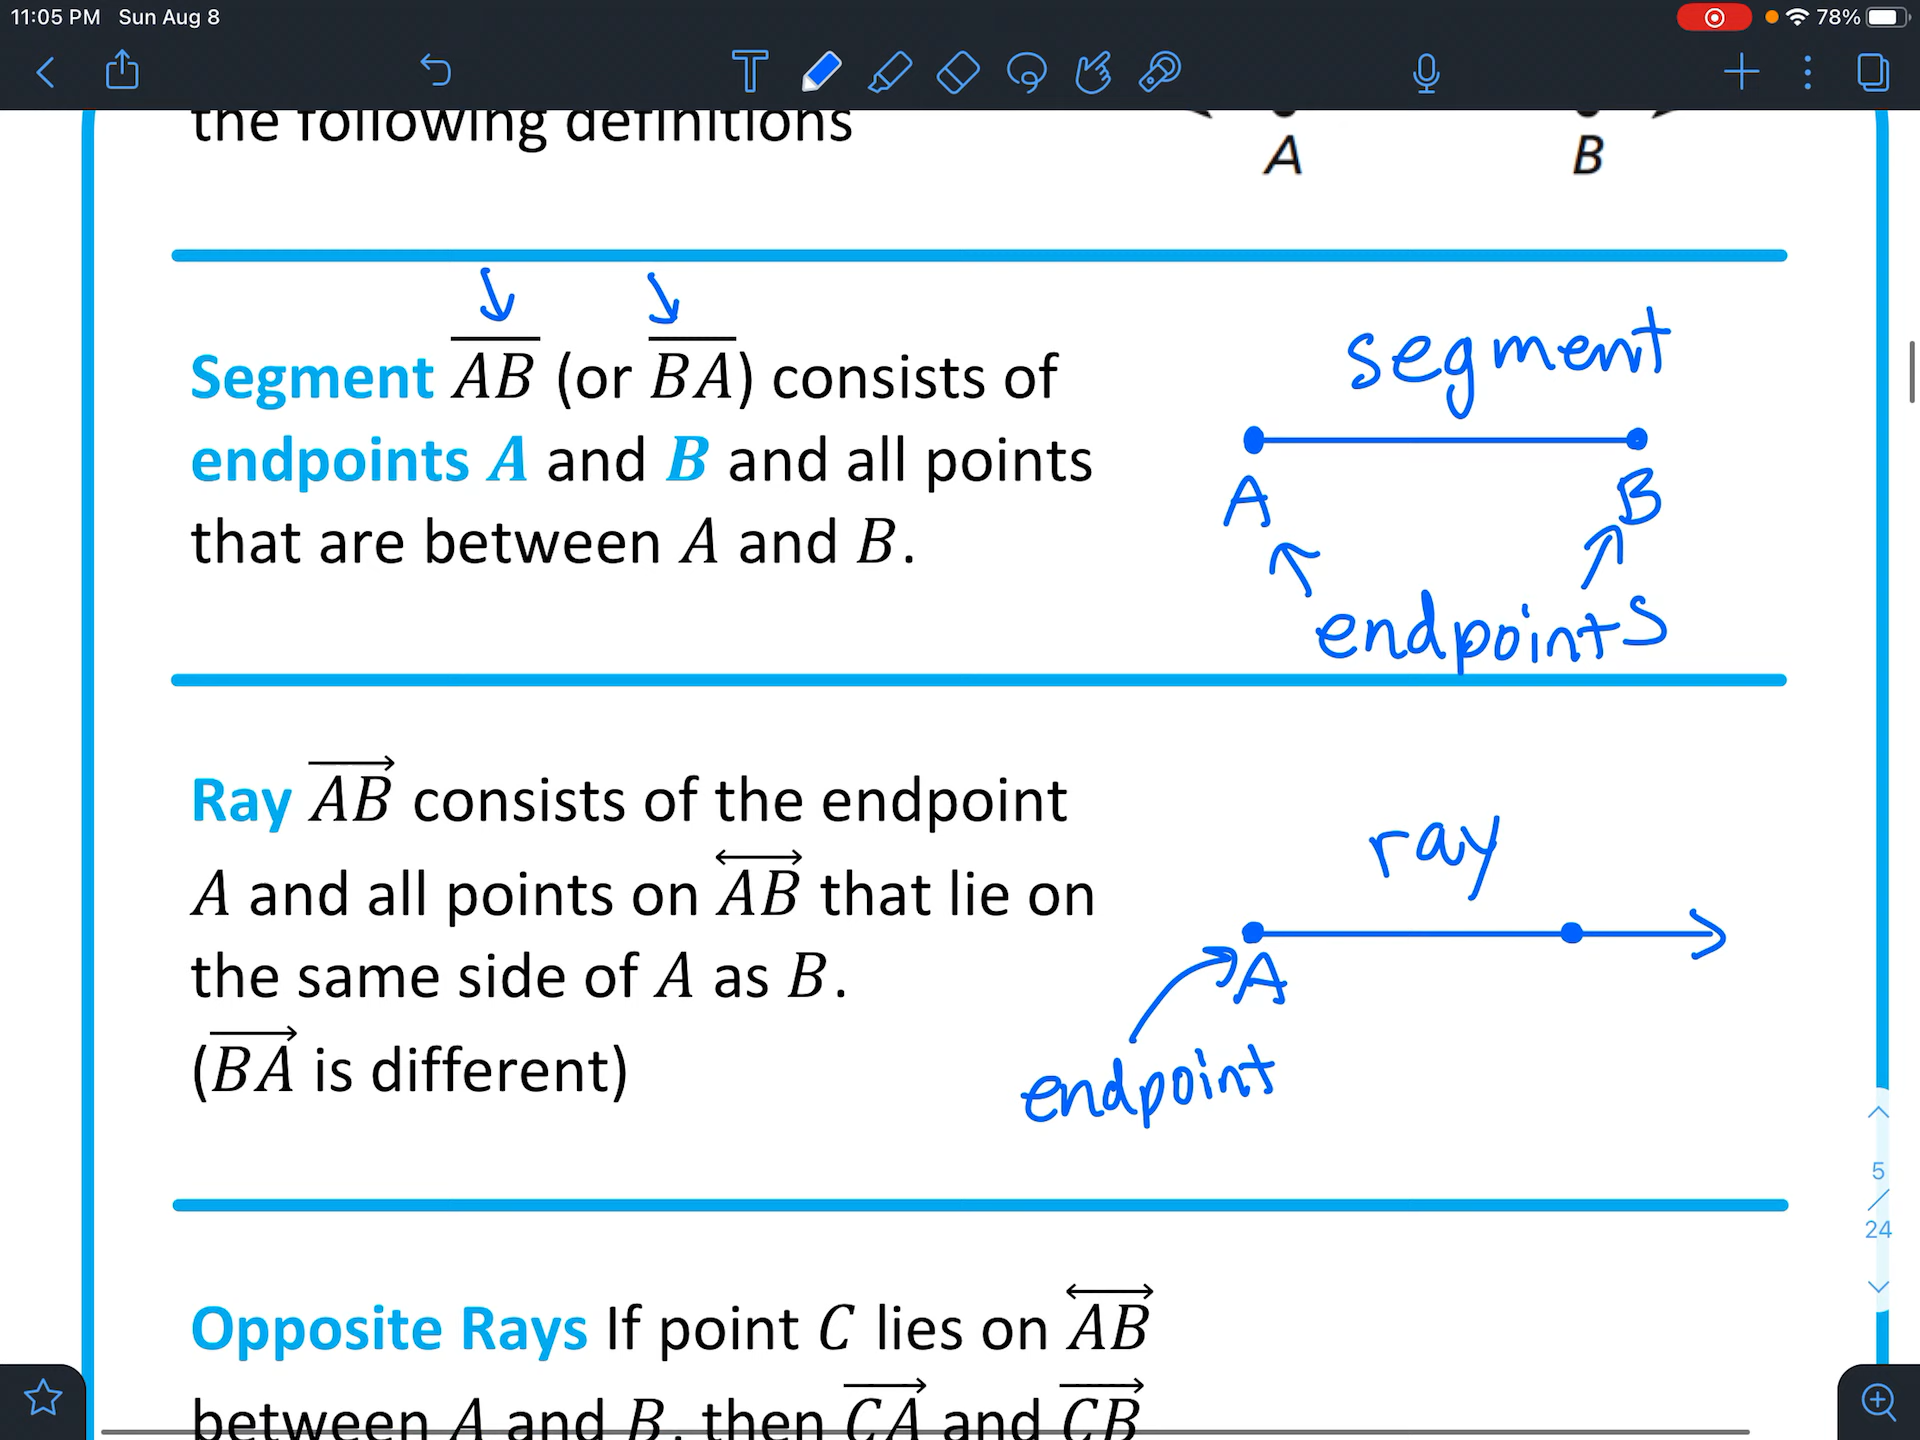 11:05 PM Sun Aug 8
78%
the following definitions
A B
Segment AB (or BA) consists of
endpoints A and B and all points
that are between A and B.
segment
A B
endpoints
Ray AB consists of the endpoint
A and all points on AB that lie on
the same side of A as B.
(BA is different)
ray
A
endpoint
5
/
24
Opposite Rays If point C lies on AB
between A and B, then CA and CB